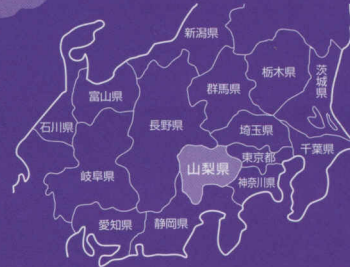 新潟県
栃木県
茨城県
群馬県
富山県
長野県
石川県
埼玉県
東京都
千葉県
山梨県
岐阜県
神奈川県
愛知県
静岡県